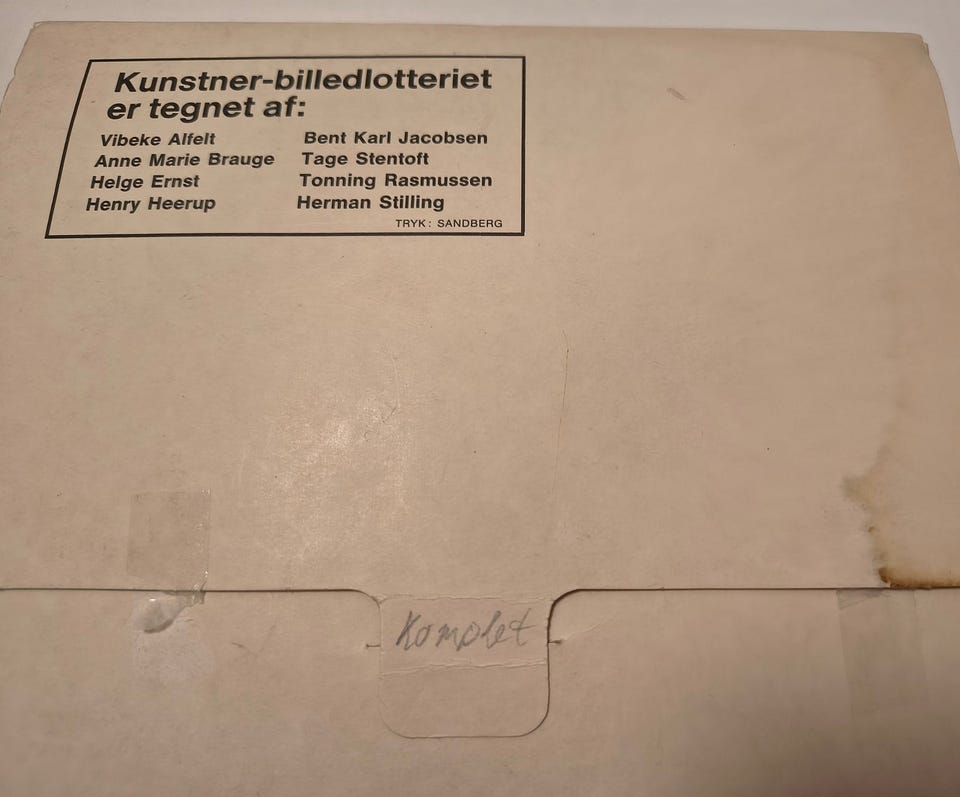 Kunstner-billedlotteriet
er tegnet af:
Vibeke Alfelt
Anne Marie Brauge
Helge Ernst
Henry Heerup
Bent Karl Jacobsen
Tage Stentoft
Tonning Rasmussen
Herman Stilling
TRYK: SANDBERG
Komplet